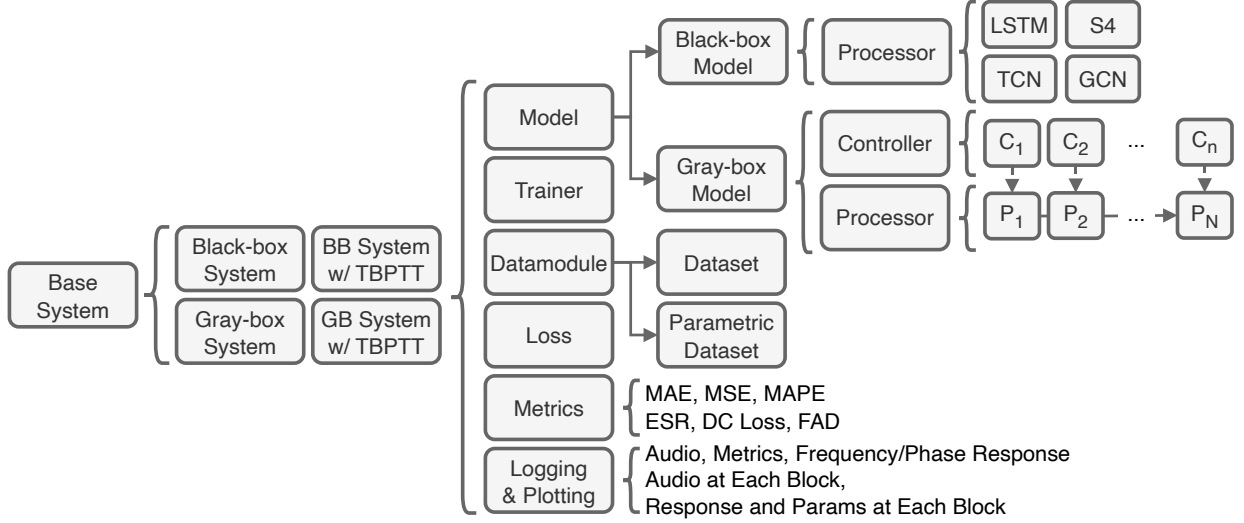 Base
System
Black-box
System
BB System
w/ TBPTT
Gray-box
System
GB System
w/ TBPTT
Model
Trainer
Datamodule
Loss
Metrics
Logging
& Plotting
Black-box
Model
Processor
LSTM
S4
TCN
GCN
Gray-box
Model
Controller
C1 C2 ... Cn
Processor
P1 P2 ... PN
Dataset
Parametric
Dataset
MAE, MSE, MAPE
ESR, DC Loss, FAD
Audio, Metrics, Frequency/Phase Response
Audio at Each Block,
Response and Params at Each Block